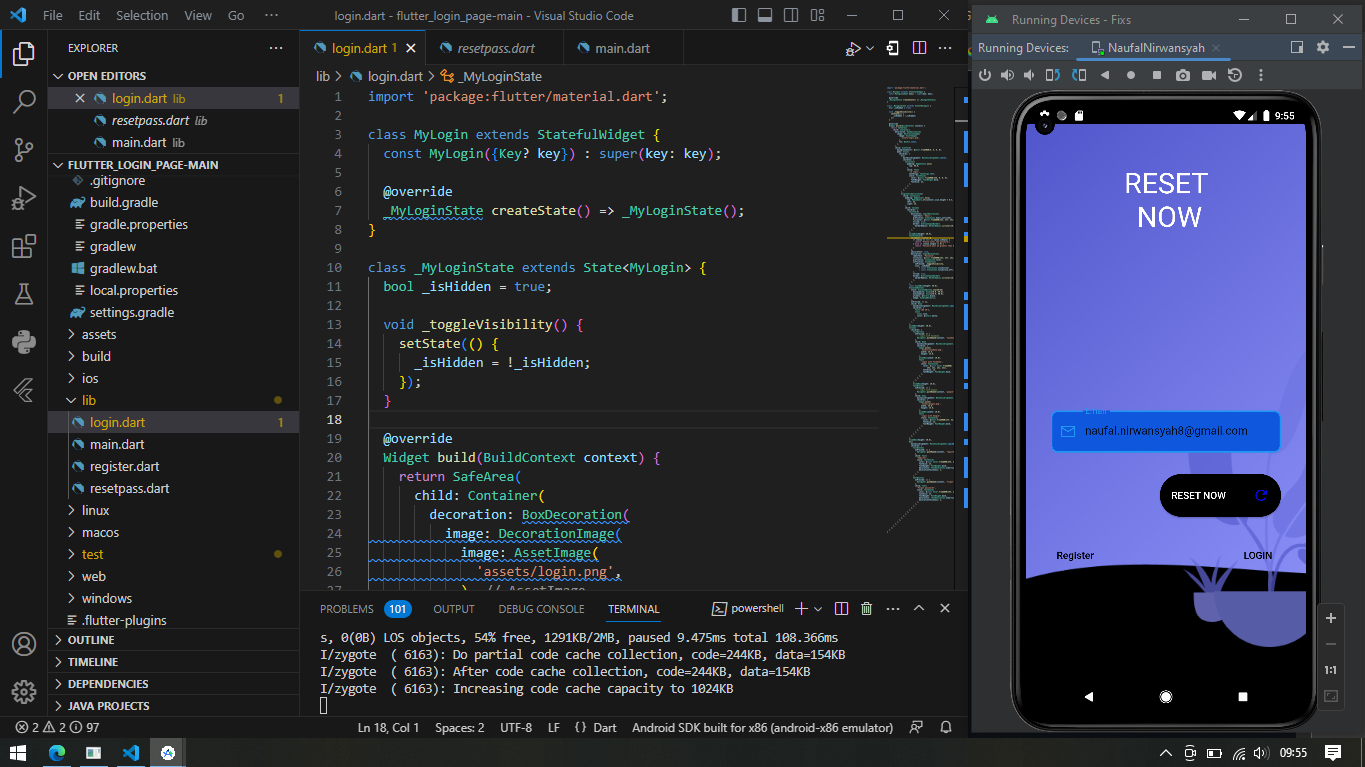 File Edit Selection View Go ···
login.dart - flutter_login_page-main - Visual Studio Code
EXPLORER
OPEN EDITORS
login.dart lib 1
resetpass.dart lib
main.dart lib
FLUTTER_LOGIN_PAGE-MAIN
.gitignore
build.gradle
gradle.properties
gradlew
gradlew.bat
local.properties
settings.gradle
assets
build
ios
lib
login.dart 1
main.dart
register.dart
resetpass.dart
linux
macos
test
web
windows
.flutter-plugins
OUTLINE
TIMELINE
DEPENDENCIES
JAVA PROJECTS
login.dart 1
resetpass.dart
main.dart
lib > login.dart > _MyLoginState
1 import 'package:flutter/material.dart';
2
3 class MyLogin extends StatefulWidget {
4 const MyLogin({Key? key}) : super(key: key);
5
6 @override
7 _MyLoginState createState() => _MyLoginState();
8 }
9
10 class _MyLoginState extends State<MyLogin> {
11 bool _isHidden = true;
12
13 void _toggleVisibility() {
14 setState(() {
15 _isHidden = !_isHidden;
16 });
17 }
18
19 @override
20 Widget build(BuildContext context) {
21 return SafeArea(
22 child: Container(
23 decoration: BoxDecoration(
24 image: DecorationImage(
25 image: AssetImage(
26 'assets/login.png',
27 ) // AssetImage
PROBLEMS 101 OUTPUT DEBUG CONSOLE TERMINAL
powershell
s, 0(0B) LOS objects, 54% free, 1291KB/2MB, paused 9.475ms total 108.366ms
I/zygote ( 6163): Do partial code cache collection, code=244KB, data=154KB
I/zygote ( 6163): After code cache collection, code=244KB, data=154KB
I/zygote ( 6163): Increasing code cache capacity to 1024KB
2 2 97
Ln 18, Col 1 Spaces: 2 UTF-8 LF {} Dart Android SDK built for x86 (android-x86 emulator)
Running Devices - Fixs
Running Devices: NaufalNirwansyah
9:55
RESET
NOW
Email
naufal.nirwansyah8@gmail.com
RESET NOW
Register LOGIN
1:1
09:55